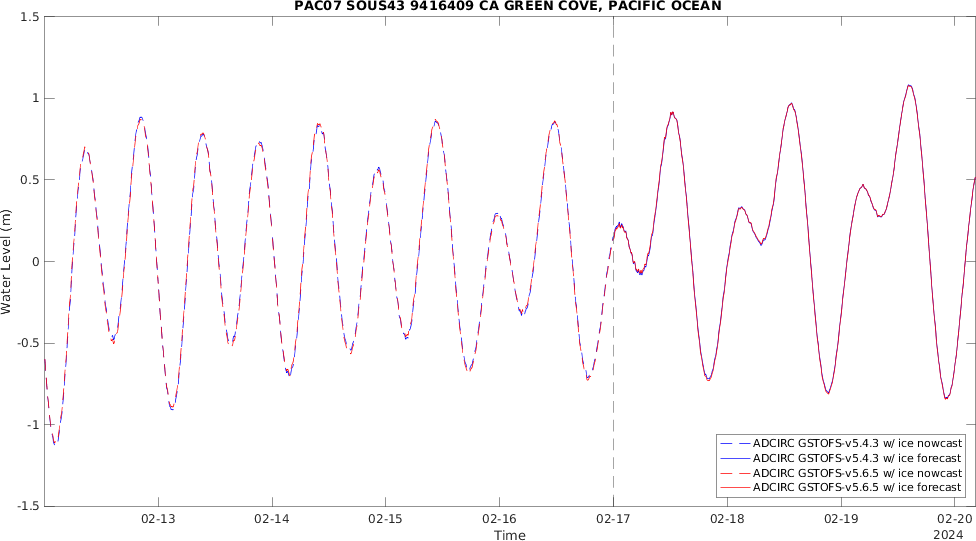 PAC07 SOUS43 9416409 CA GREEN COVE, PACIFIC OCEAN
1.5
1
0.5
0
-0.5
-1
-1.5
Water Level (m)
ADCIRC GSTOFS-v5.4.3 w/ ice nowcast
ADCIRC GSTOFS-v5.4.3 w/ ice forecast
ADCIRC GSTOFS-v5.6.5 w/ ice nowcast
ADCIRC GSTOFS-v5.6.5 w/ ice forecast
02-13 02-14 02-15 02-16 02-17 02-18 02-19 02-20
Time 2024